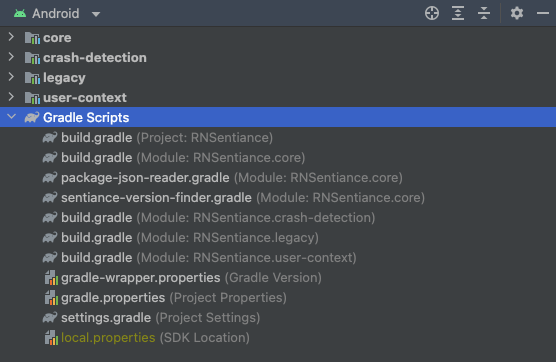 Android
core
crash-detection
legacy
user-context
Gradle Scripts
build.gradle (Project: RNSentiance)
build.gradle (Module: RNSentiance.core)
package-json-reader.gradle (Module: RNSentiance.core)
sentiance-version-finder.gradle (Module: RNSentiance.core)
build.gradle (Module: RNSentiance.crash-detection)
build.gradle (Module: RNSentiance.legacy)
build.gradle (Module: RNSentiance.user-context)
gradle-wrapper.properties (Gradle Version)
gradle.properties (Project Properties)
settings.gradle (Project Settings)
local.properties (SDK Location)